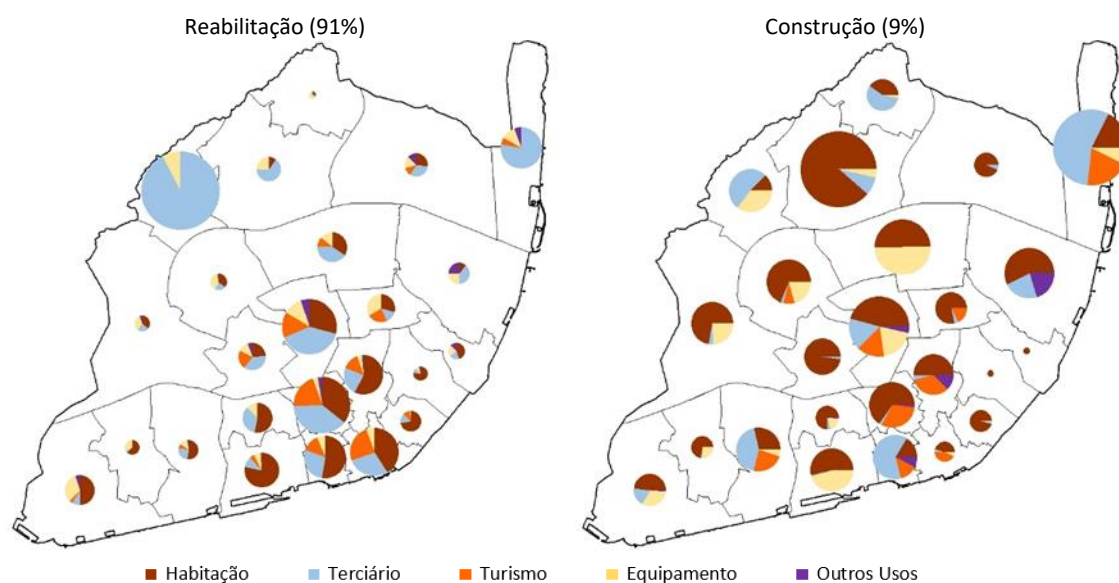 Reabilitação (91%)
Construção (9%)
Habitação
Terciário
Turismo
Equipamento
Outros Usos